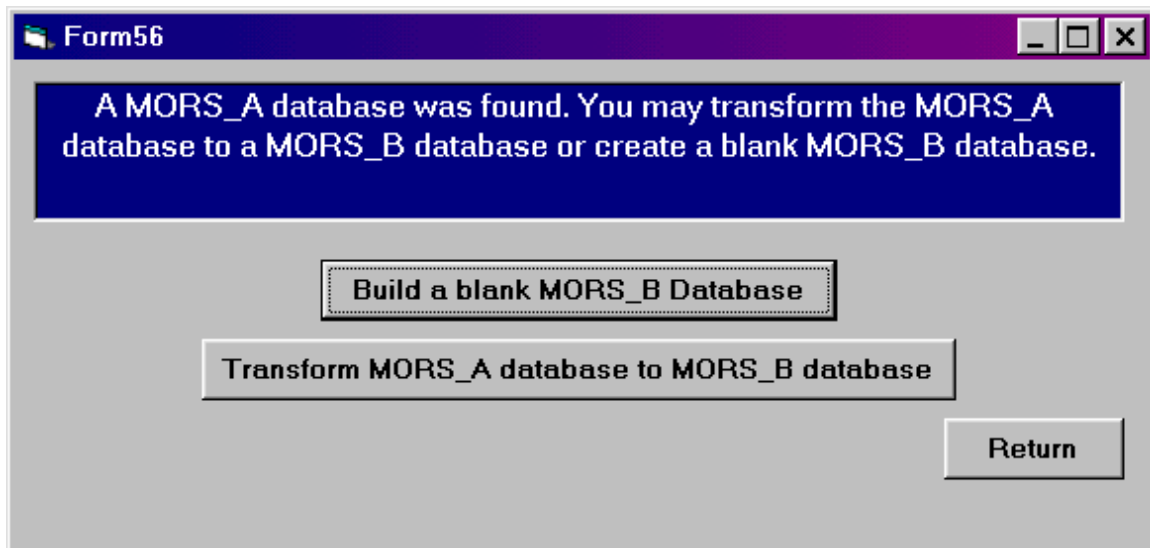 Form56
A MORS_A database was found. You may transform the MORS_A
database to a MORS_B database or create a blank MORS_B database.
Build a blank MORS_B Database
Transform MORS_A database to MORS_B database
Return